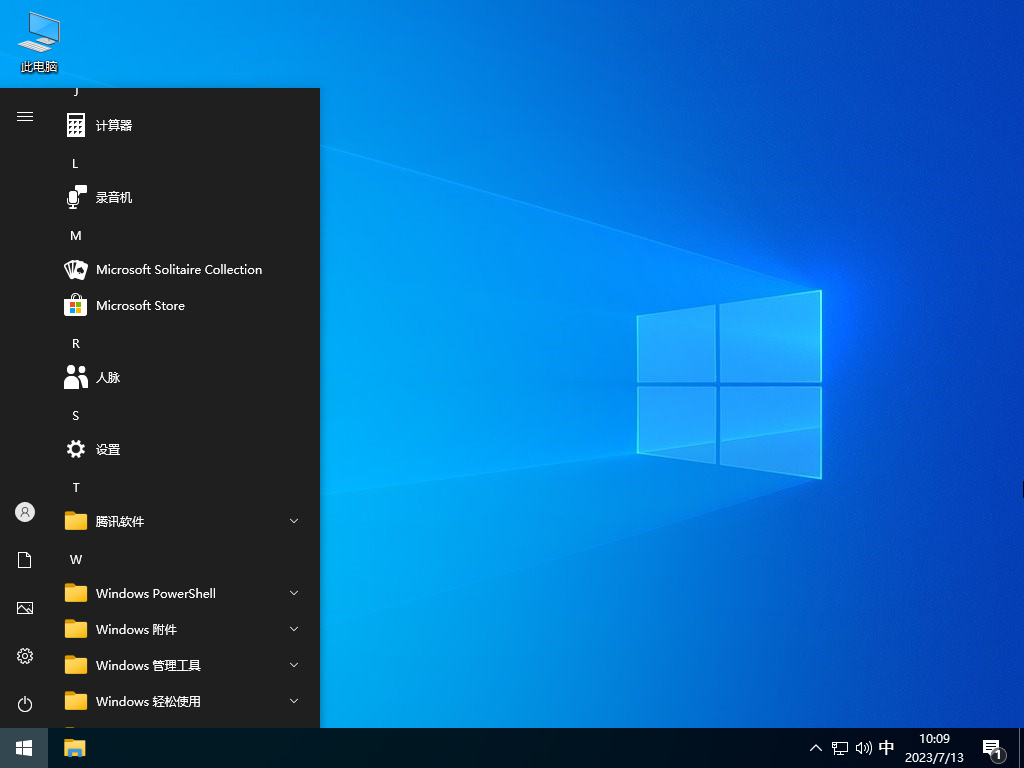 此电脑
J
计算器
L
录音机
M
Microsoft Solitaire Collection
Microsoft Store
R
人脉
S
设置
T
腾讯软件
W
Windows PowerShell
Windows 附件
Windows 管理工具
Windows 轻松使用
中
10:09
2023/7/13
1